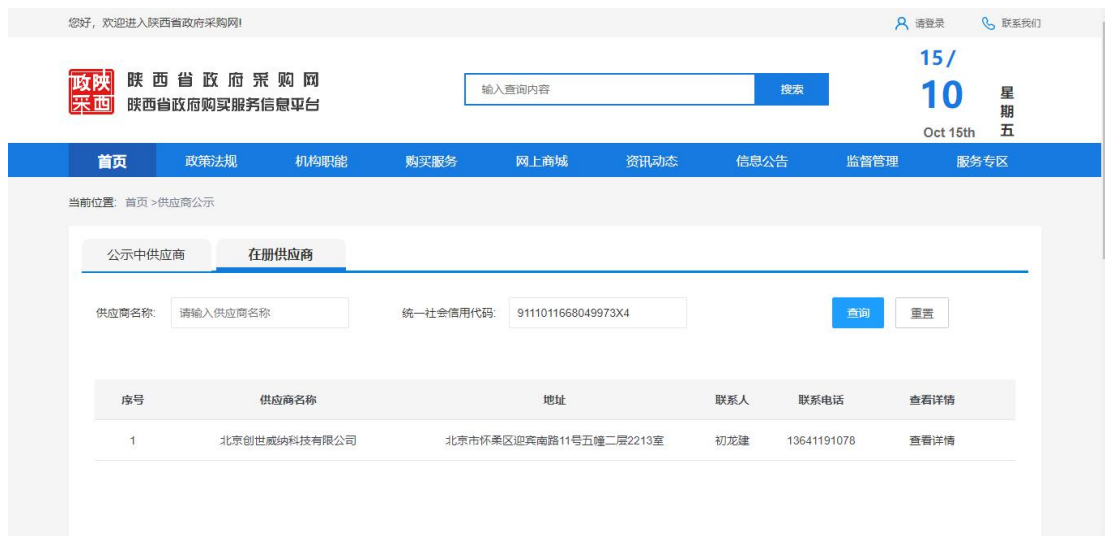 您好，欢迎进入陕西省政府采购网!
请登录 联系我们
政陕
采西
陕西省政府采购网
陕西省政府购买服务信息平台
输入查询内容 搜索
15/
10
Oct 15th
星期五
首页 政策法规 机构职能 购买服务 网上商城 资讯动态 信息公告 监督管理 服务专区
当前位置: 首页 >供应商公示
公示中供应商 在册供应商
供应商名称: 请输入供应商名称 统一社会信用代码: 9111011668049973X4 查询 重置
序号 供应商名称 地址 联系人 联系电话 查看详情
1 北京创世威纳科技有限公司 北京市怀柔区迎宾南路11号五幢二层2213室 初龙建 13641191078 查看详情